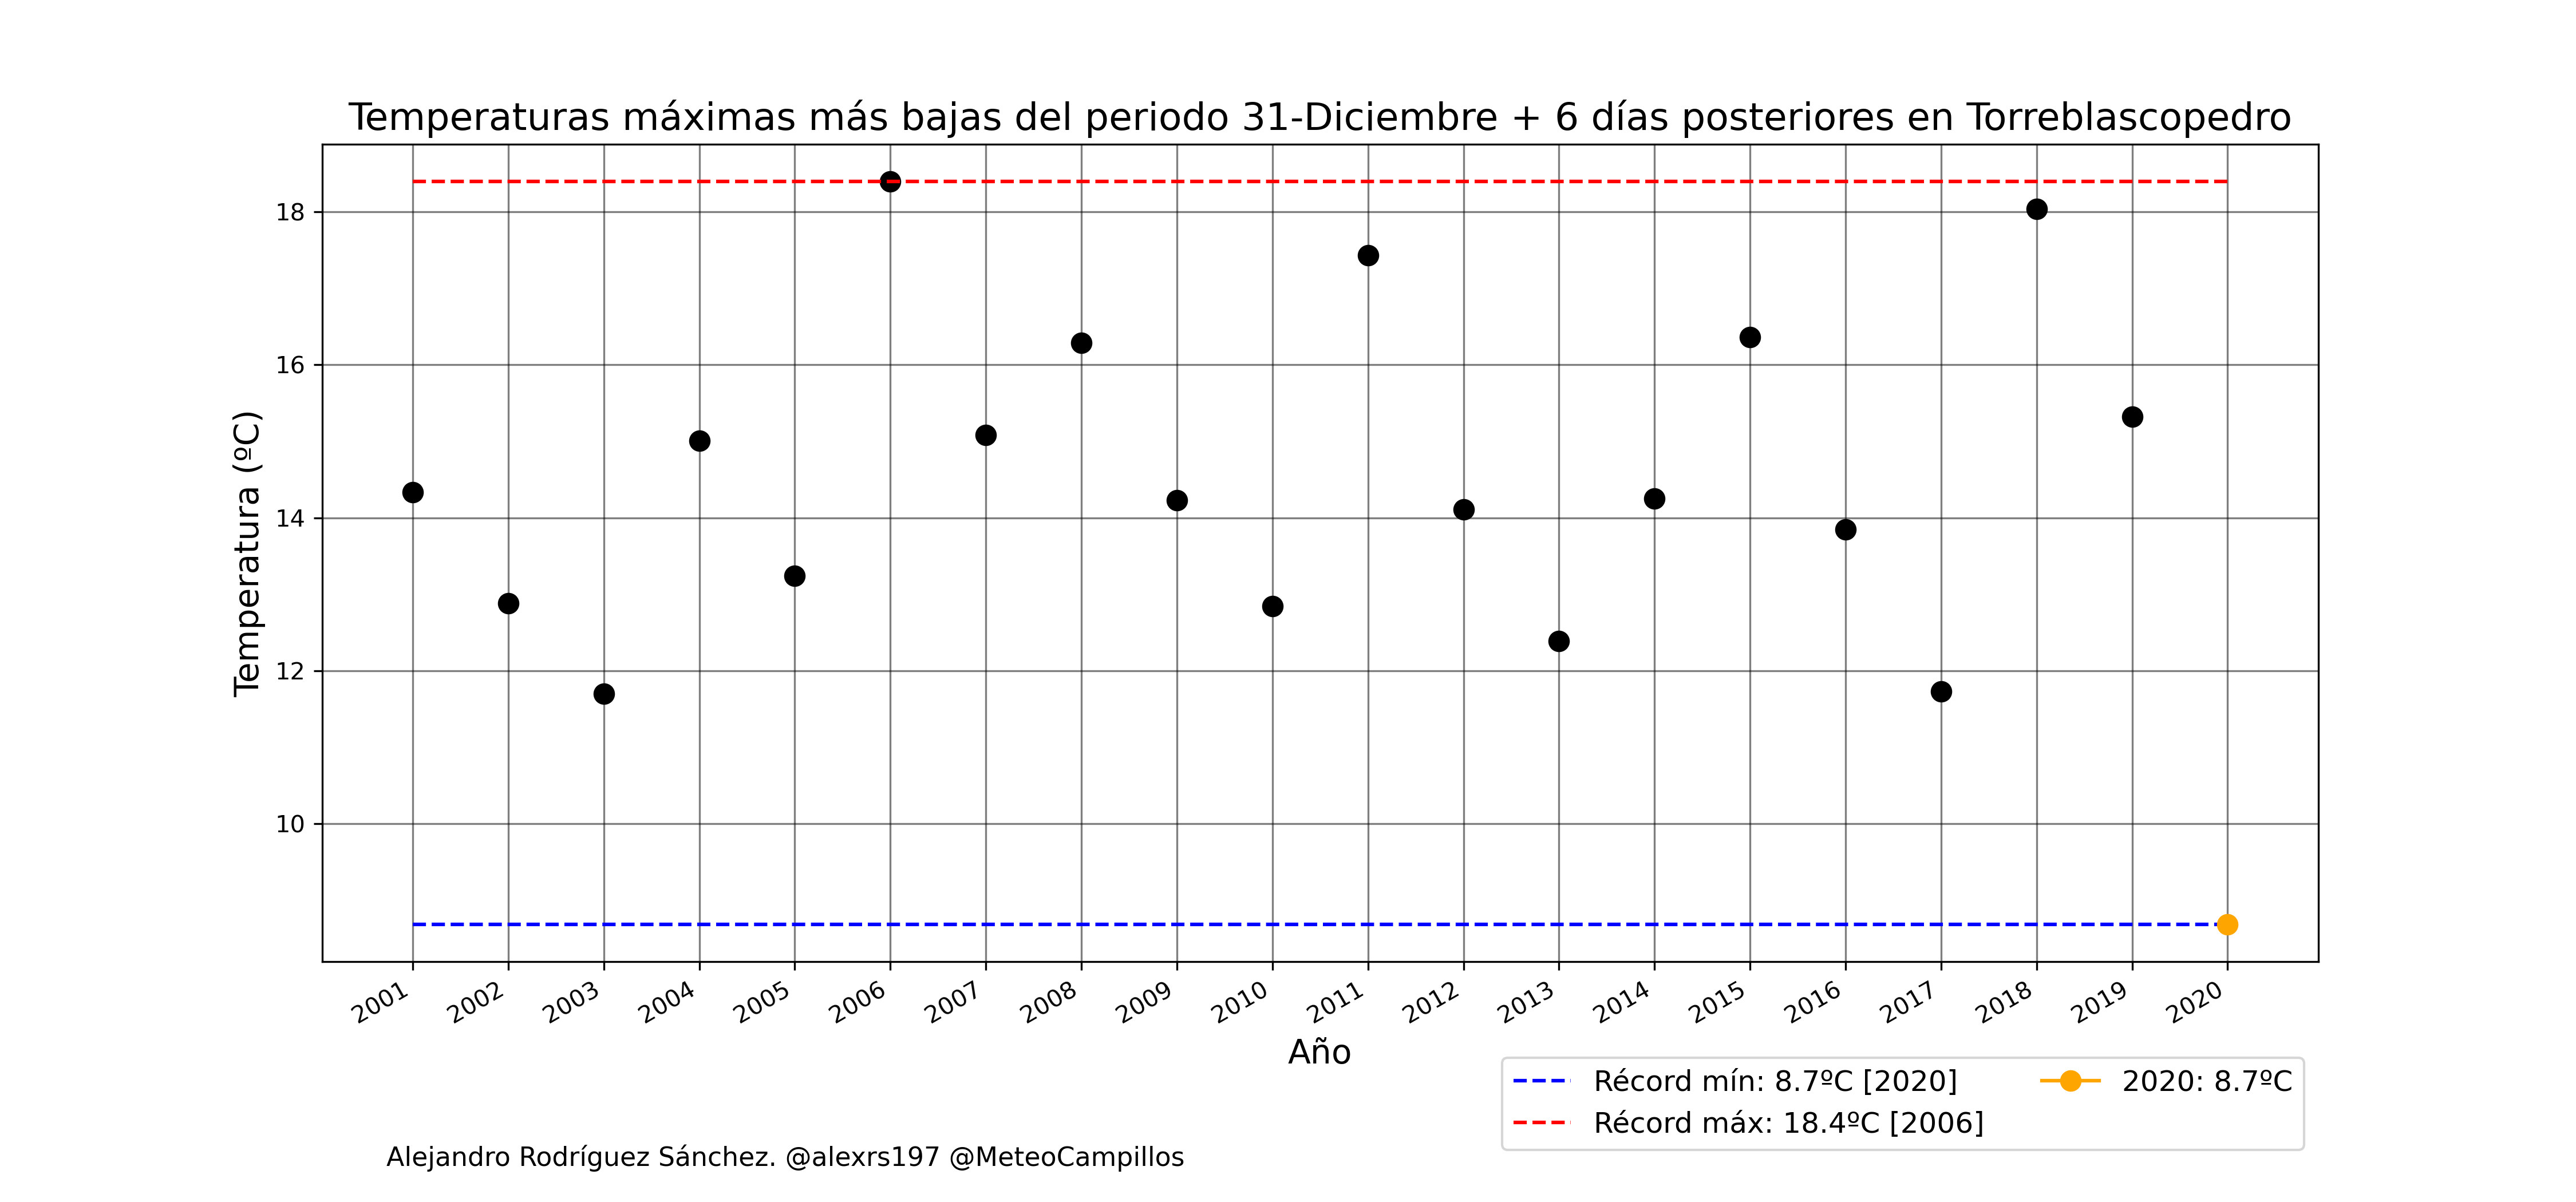 Temperaturas máximas más bajas del periodo 31-Diciembre + 6 días posteriores en Torreblascopedro
Temperatura (ºC)
18
16
14
12
10
2001 2002 2003 2004 2005 2006 2007 2008 2009 2010 2011 2012 2013 2014 2015 2016 2017 2018 2019 2020
Año
Récord mín: 8.7ºC [2020]
Récord máx: 18.4ºC [2006]
2020: 8.7ºC
Alejandro Rodríguez Sánchez. @alexrs197 @MeteoCampillos